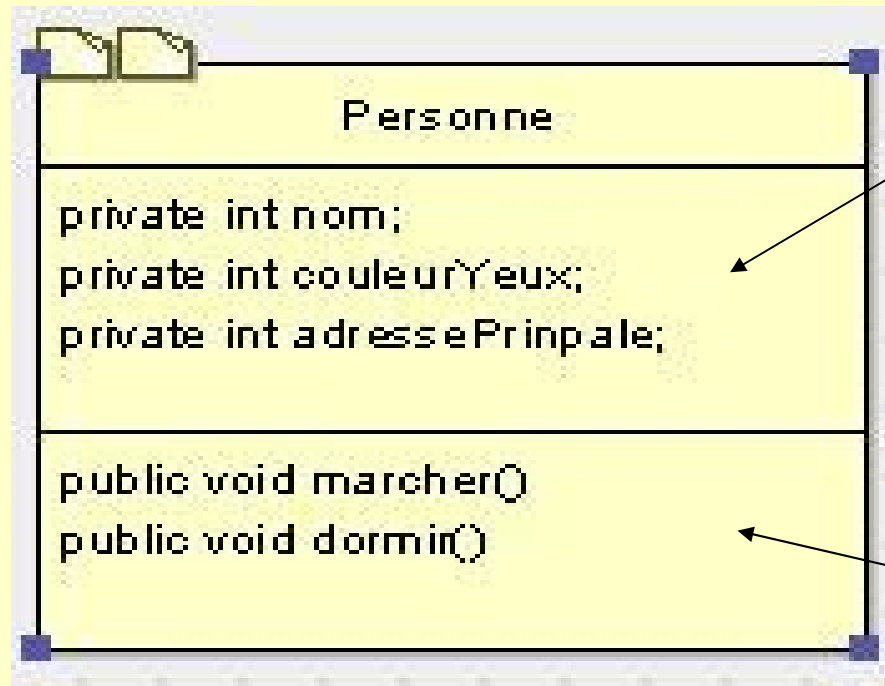 Personne
private int nom;
private int couleurYeux;
private int adressePrinpale;
public void marcher()
public void dormir()